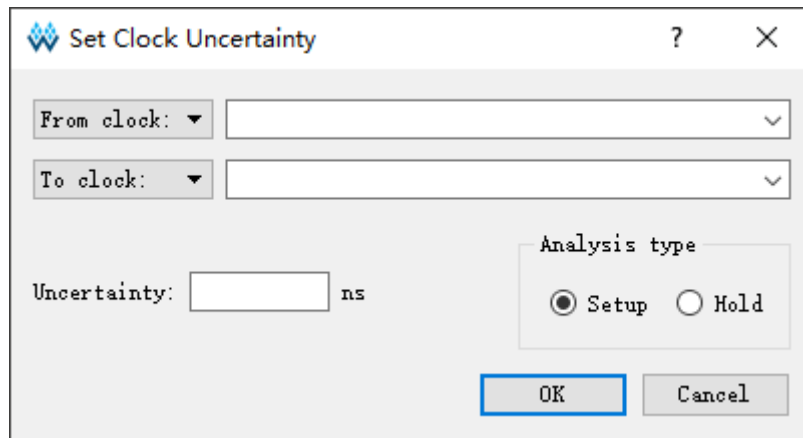 Set Clock Uncertainty ?
From clock:
To clock:
Analysis type
Uncertainty: ns
Setup Hold
OK Cancel